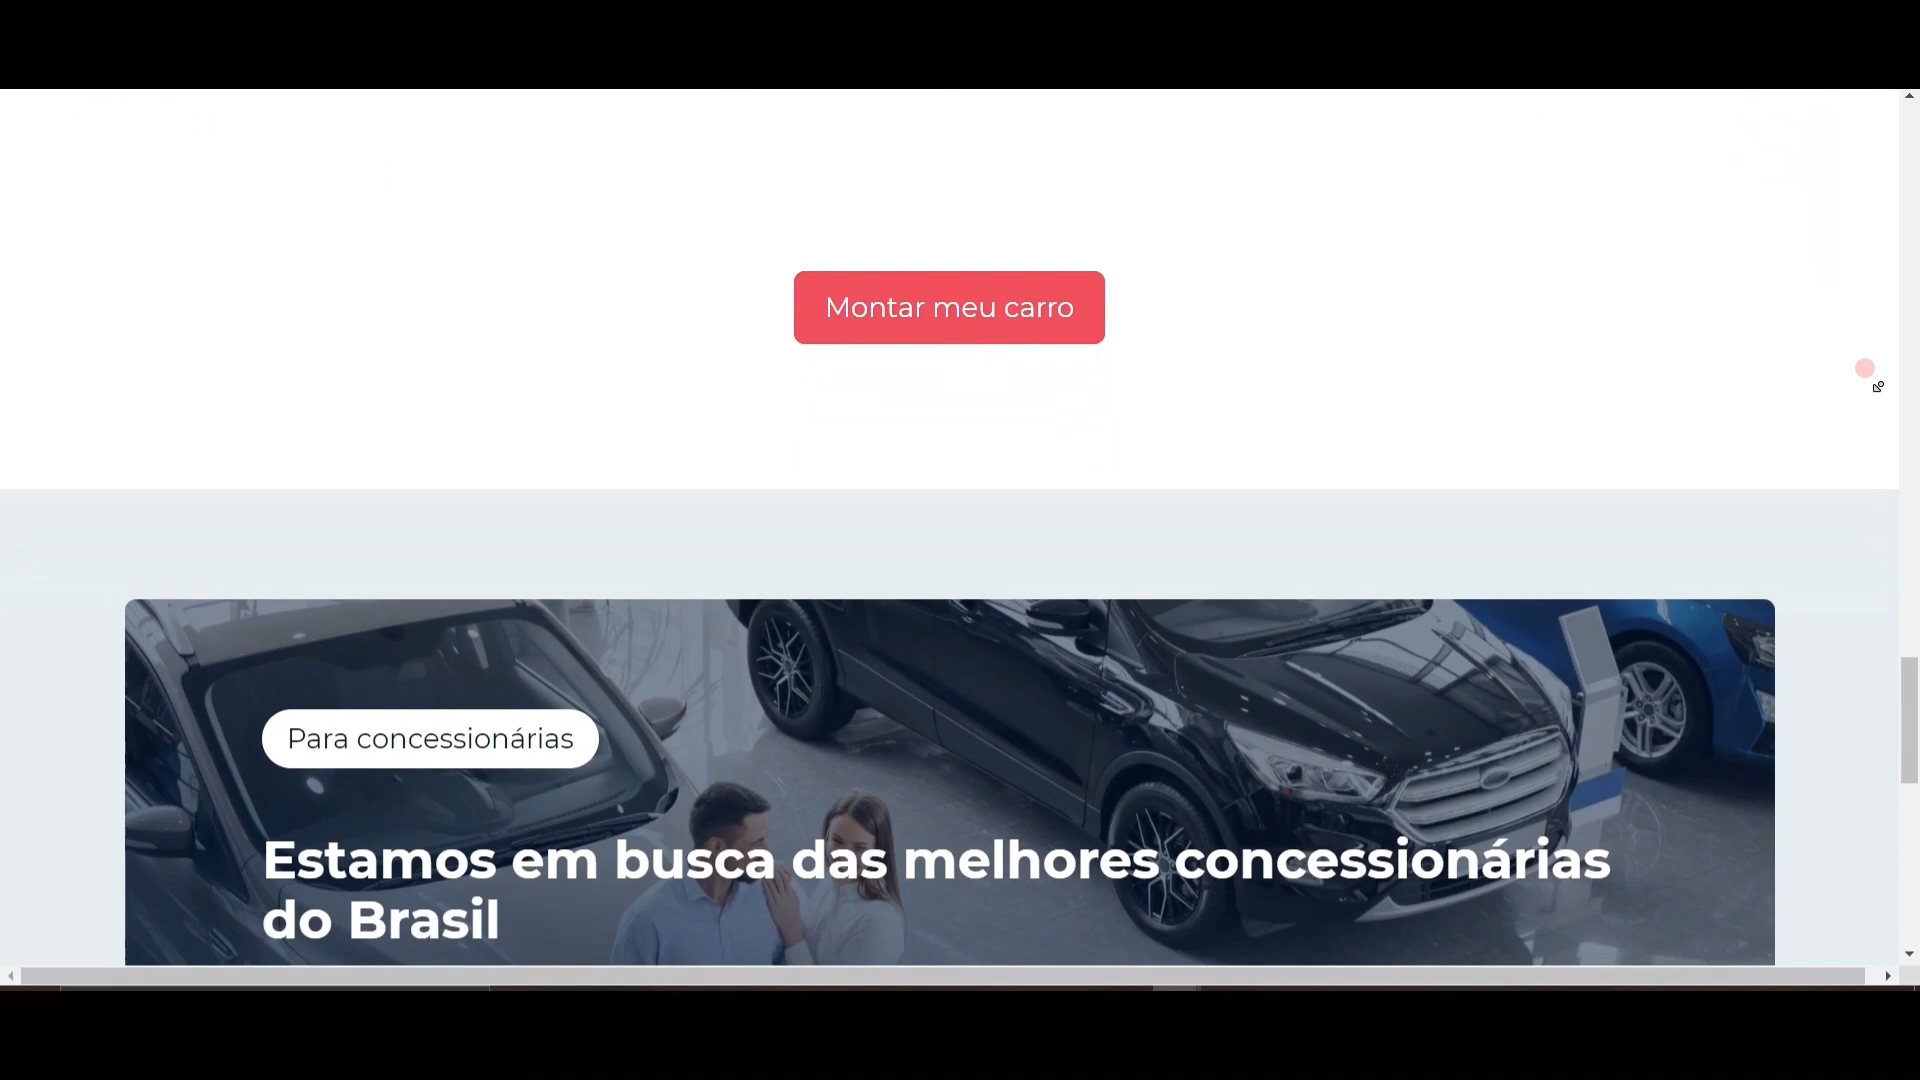 Montar meu carro
Para concessionárias
Estamos em busca das melhores concessionárias
do Brasil